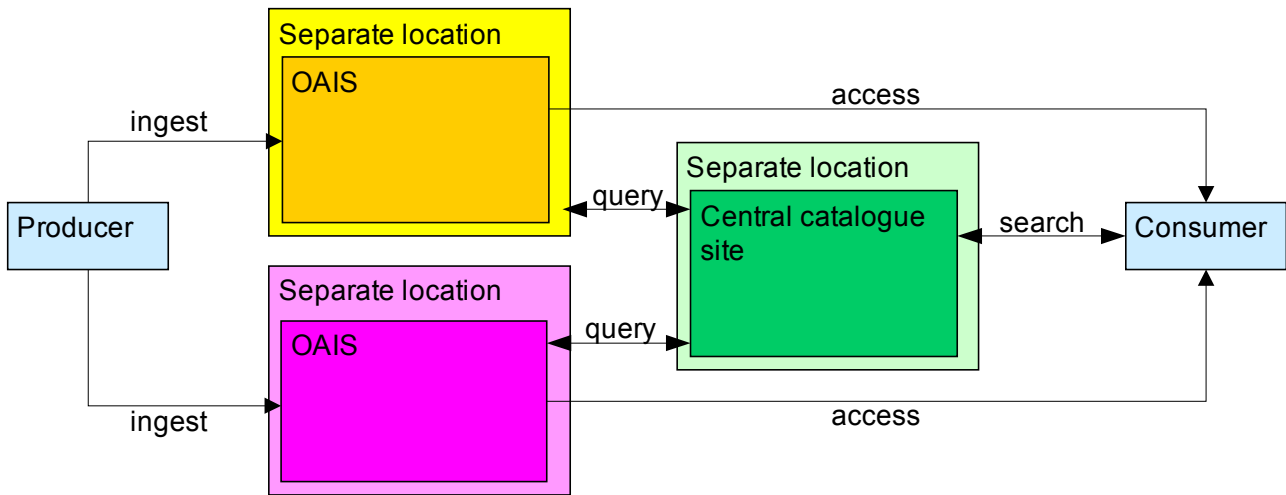 Separate location
OAIS
access
ingest
Separate location
query
Central catalogue
site
search
Producer
Consumer
Separate location
OAIS
query
ingest
access